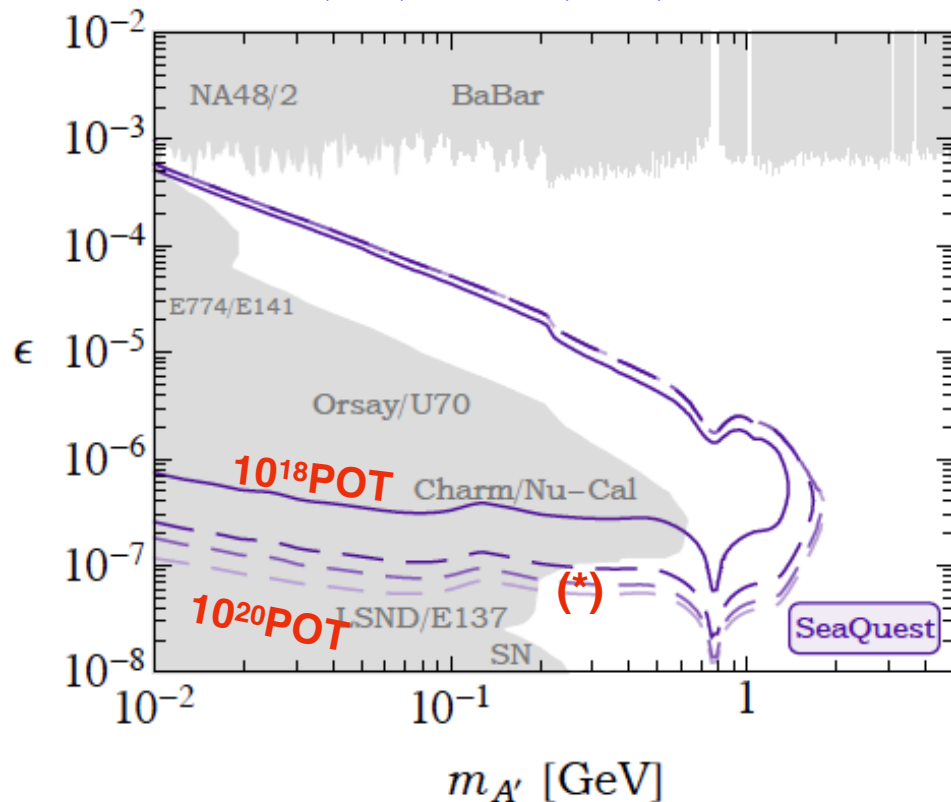 10⁻²
NA48/2 BaBar
10⁻³
10⁻⁴
E774/E141
ϵ 10⁻⁵
Orsay/U70
10⁻⁶
10¹⁸POT
Charm/Nu-Cal
10⁻⁷
(*)
10²⁰POT
LSND/E137
SeaQuest
SN
10⁻⁸
10⁻² 10⁻¹ 1
m_A′ [GeV]